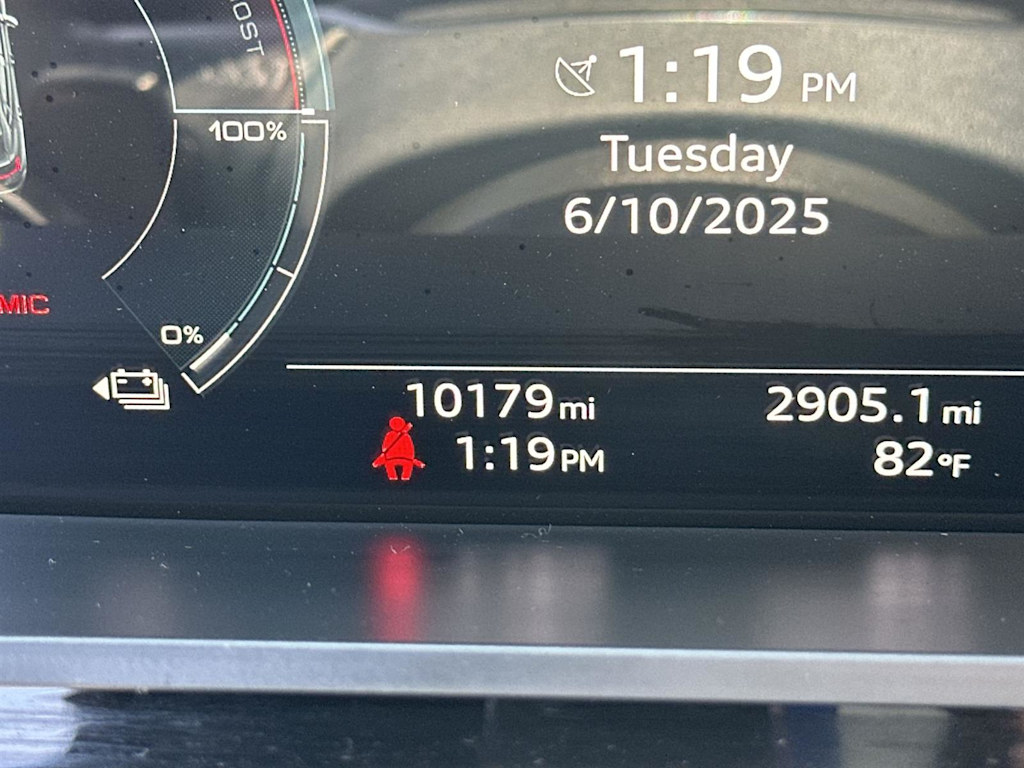 OOST
1:19 PM
100%
Tuesday
6/10/2025
MIC
0%
10179 mi
2905.1 mi
1:19 PM
82°F